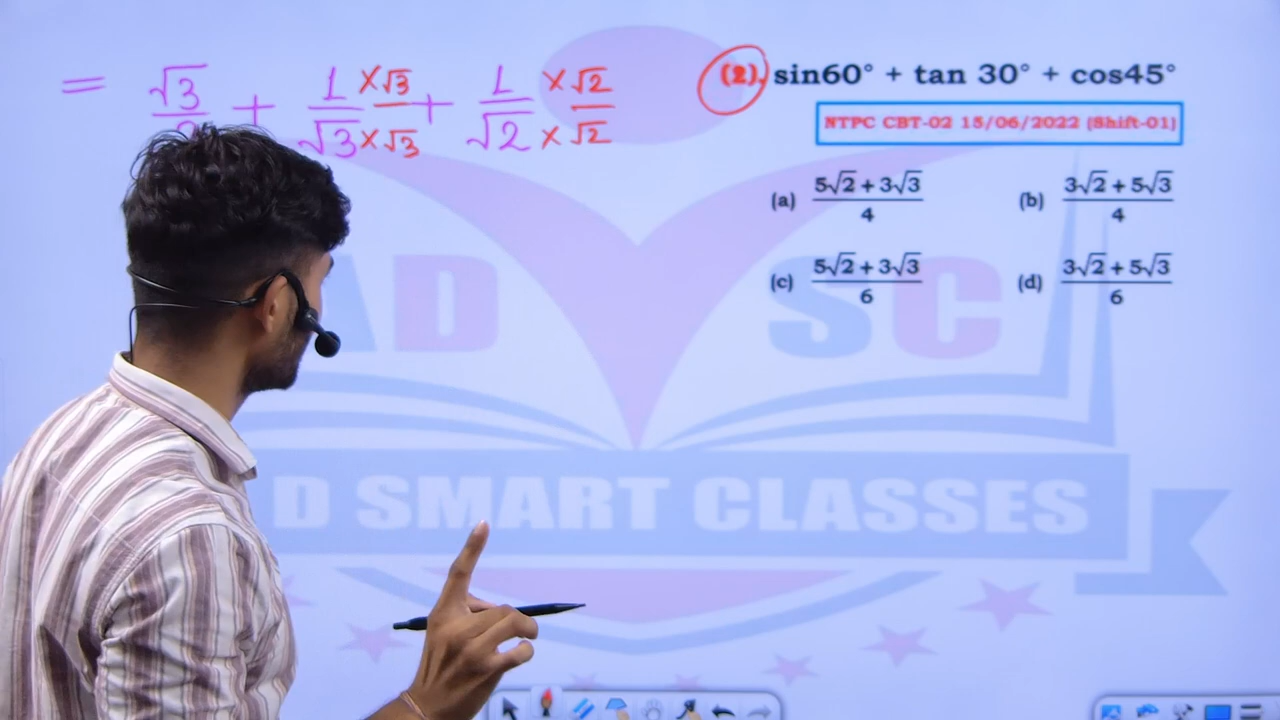 = √3/2 + 1/√3 ×√3/×√3 + 1/√2 ×√2/×√2
(2). sin60° + tan 30° + cos45°
NTPC CBT-02 15/06/2022 (Shift-01)
(a) (5√2 + 3√3)/4 (b) (3√2 + 5√3)/4
(c) (5√2 + 3√3)/6 (d) (3√2 + 5√3)/6
D SC
D SMART CLASSES